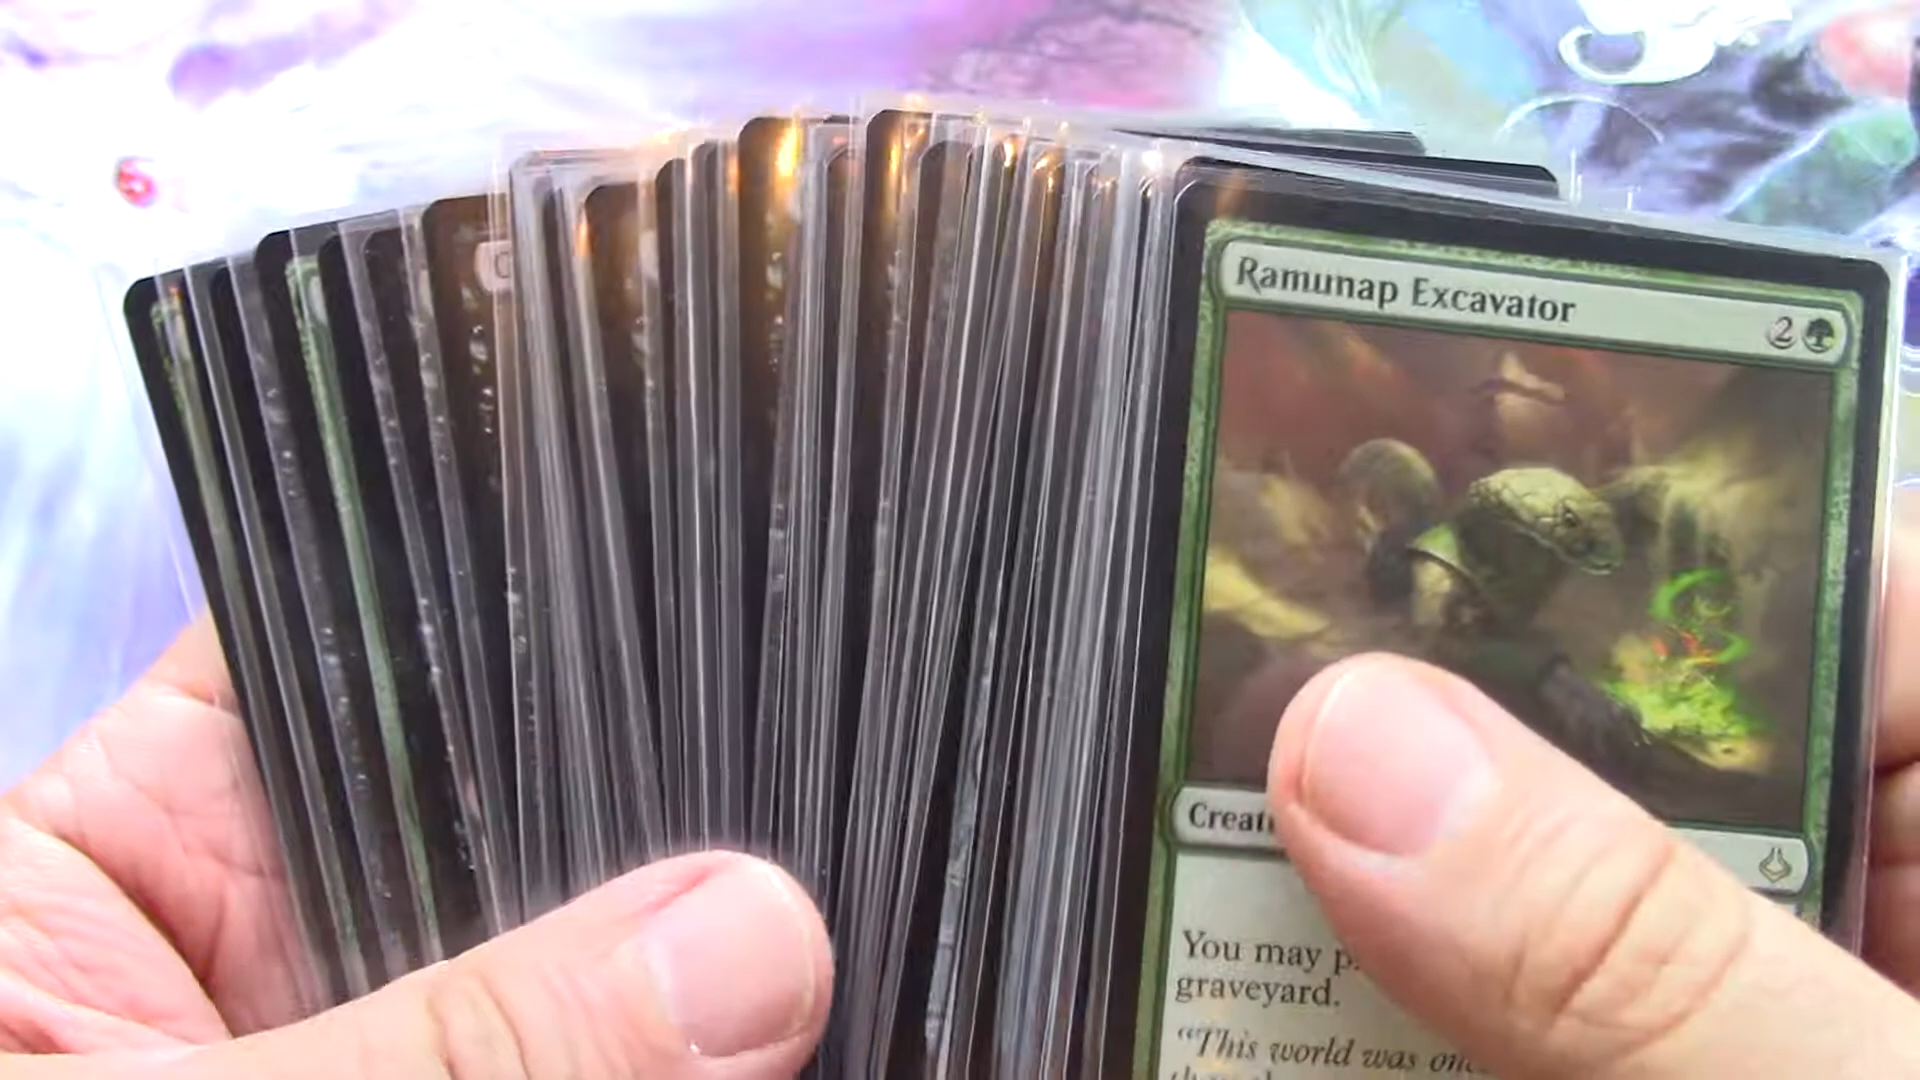 Ramunap Excavator
2
Creat
You may p
graveyard.
"This world was on